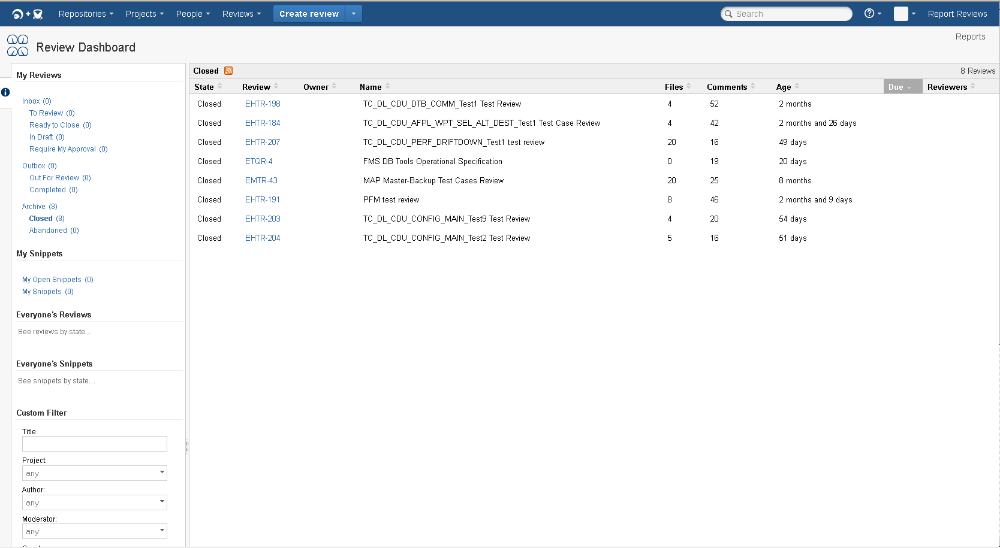 Repositories Projects People Reviews Create review Search Report Reviews
Reports
Review Dashboard
My Reviews
Inbox (0)
To Review (0)
Ready to Close (0)
In Draft (0)
Require My Approval (0)
Outbox (0)
Out For Review (0)
Completed (0)
Archive (8)
Closed (8)
Abandoned (0)
My Snippets
My Open Snippets (0)
My Snippets (0)
Everyone's Reviews
See reviews by state...
Everyone's Snippets
See snippets by state...
Custom Filter
Title
Project:
any
Author:
any
Moderator:
any
Closed 8 Reviews
State Review Owner Name Files Comments Age Due Reviewers
Closed EHTR-198 TC_DL_CDU_DTB_COMM_Test1 Test Review 4 52 2 months
Closed EHTR-184 TC_DL_CDU_AFPL_WPT_SEL_ALT_DEST_Test1 Test Case Review 4 42 2 months and 26 days
Closed EHTR-207 TC_DL_CDU_PERF_DRIFTDOWN_Test1 test review 20 16 49 days
Closed ETQR-4 FMS DB Tools Operational Specification 0 19 20 days
Closed EMTR-43 MAP Master-Backup Test Cases Review 20 25 8 months
Closed EHTR-191 PFM test review 8 46 2 months and 9 days
Closed EHTR-203 TC_DL_CDU_CONFIG_MAIN_Test9 Test Review 4 20 54 days
Closed EHTR-204 TC_DL_CDU_CONFIG_MAIN_Test2 Test Review 5 16 51 days